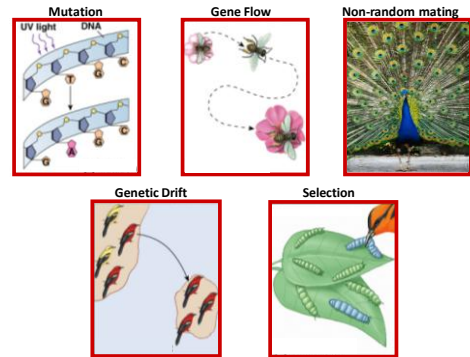 Mutation
Gene Flow
Non-random mating
UV light
DNA
G
T
G
C
G
A
G
C
Genetic Drift
Selection